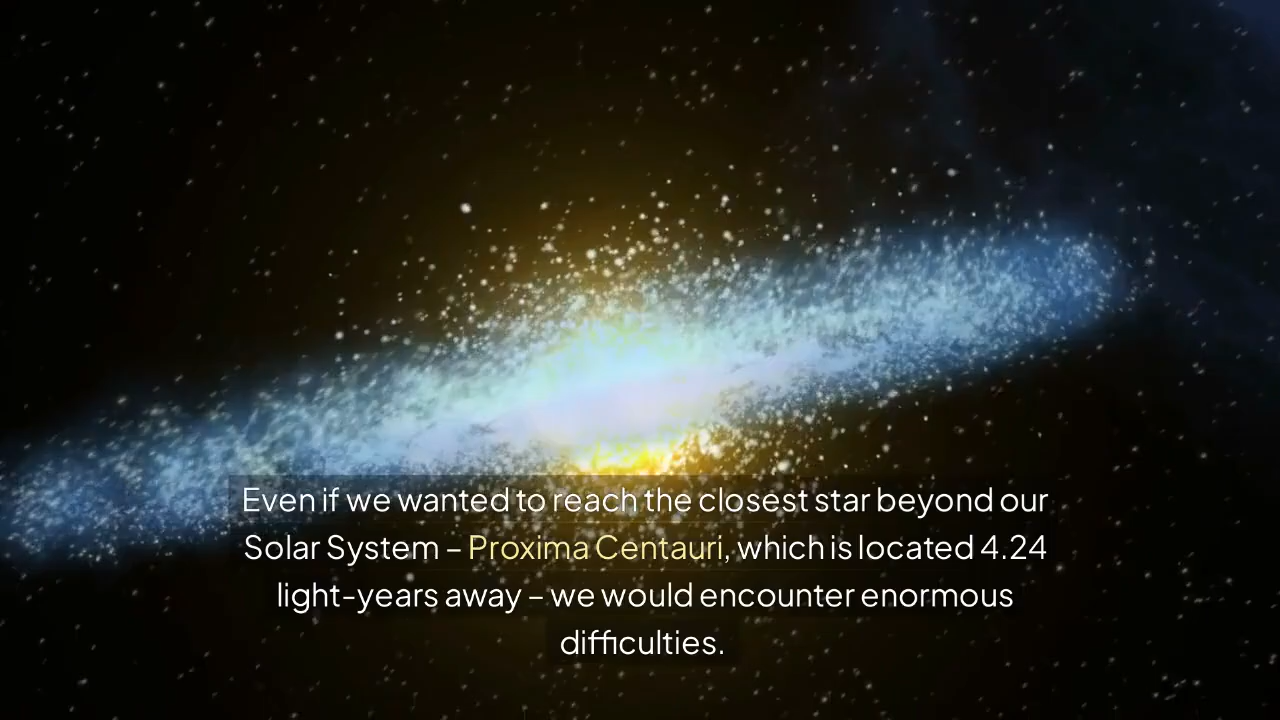 Even if we wanted to reach the closest star beyond our
Solar System – Proxima Centauri, which is located 4.24
light-years away – we would encounter enormous
difficulties.